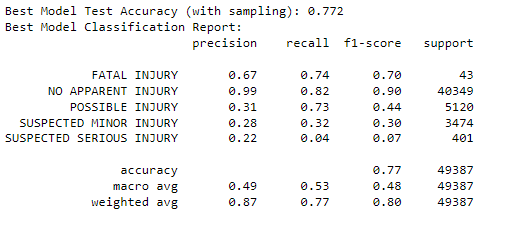 Best Model Test Accuracy (with sampling): 0.772
Best Model Classification Report:
precision recall f1-score support
FATAL INJURY 0.67 0.74 0.70 43
NO APPARENT INJURY 0.99 0.82 0.90 40349
POSSIBLE INJURY 0.31 0.73 0.44 5120
SUSPECTED MINOR INJURY 0.28 0.32 0.30 3474
SUSPECTED SERIOUS INJURY 0.22 0.04 0.07 401
accuracy 0.77 49387
macro avg 0.49 0.53 0.48 49387
weighted avg 0.87 0.77 0.80 49387